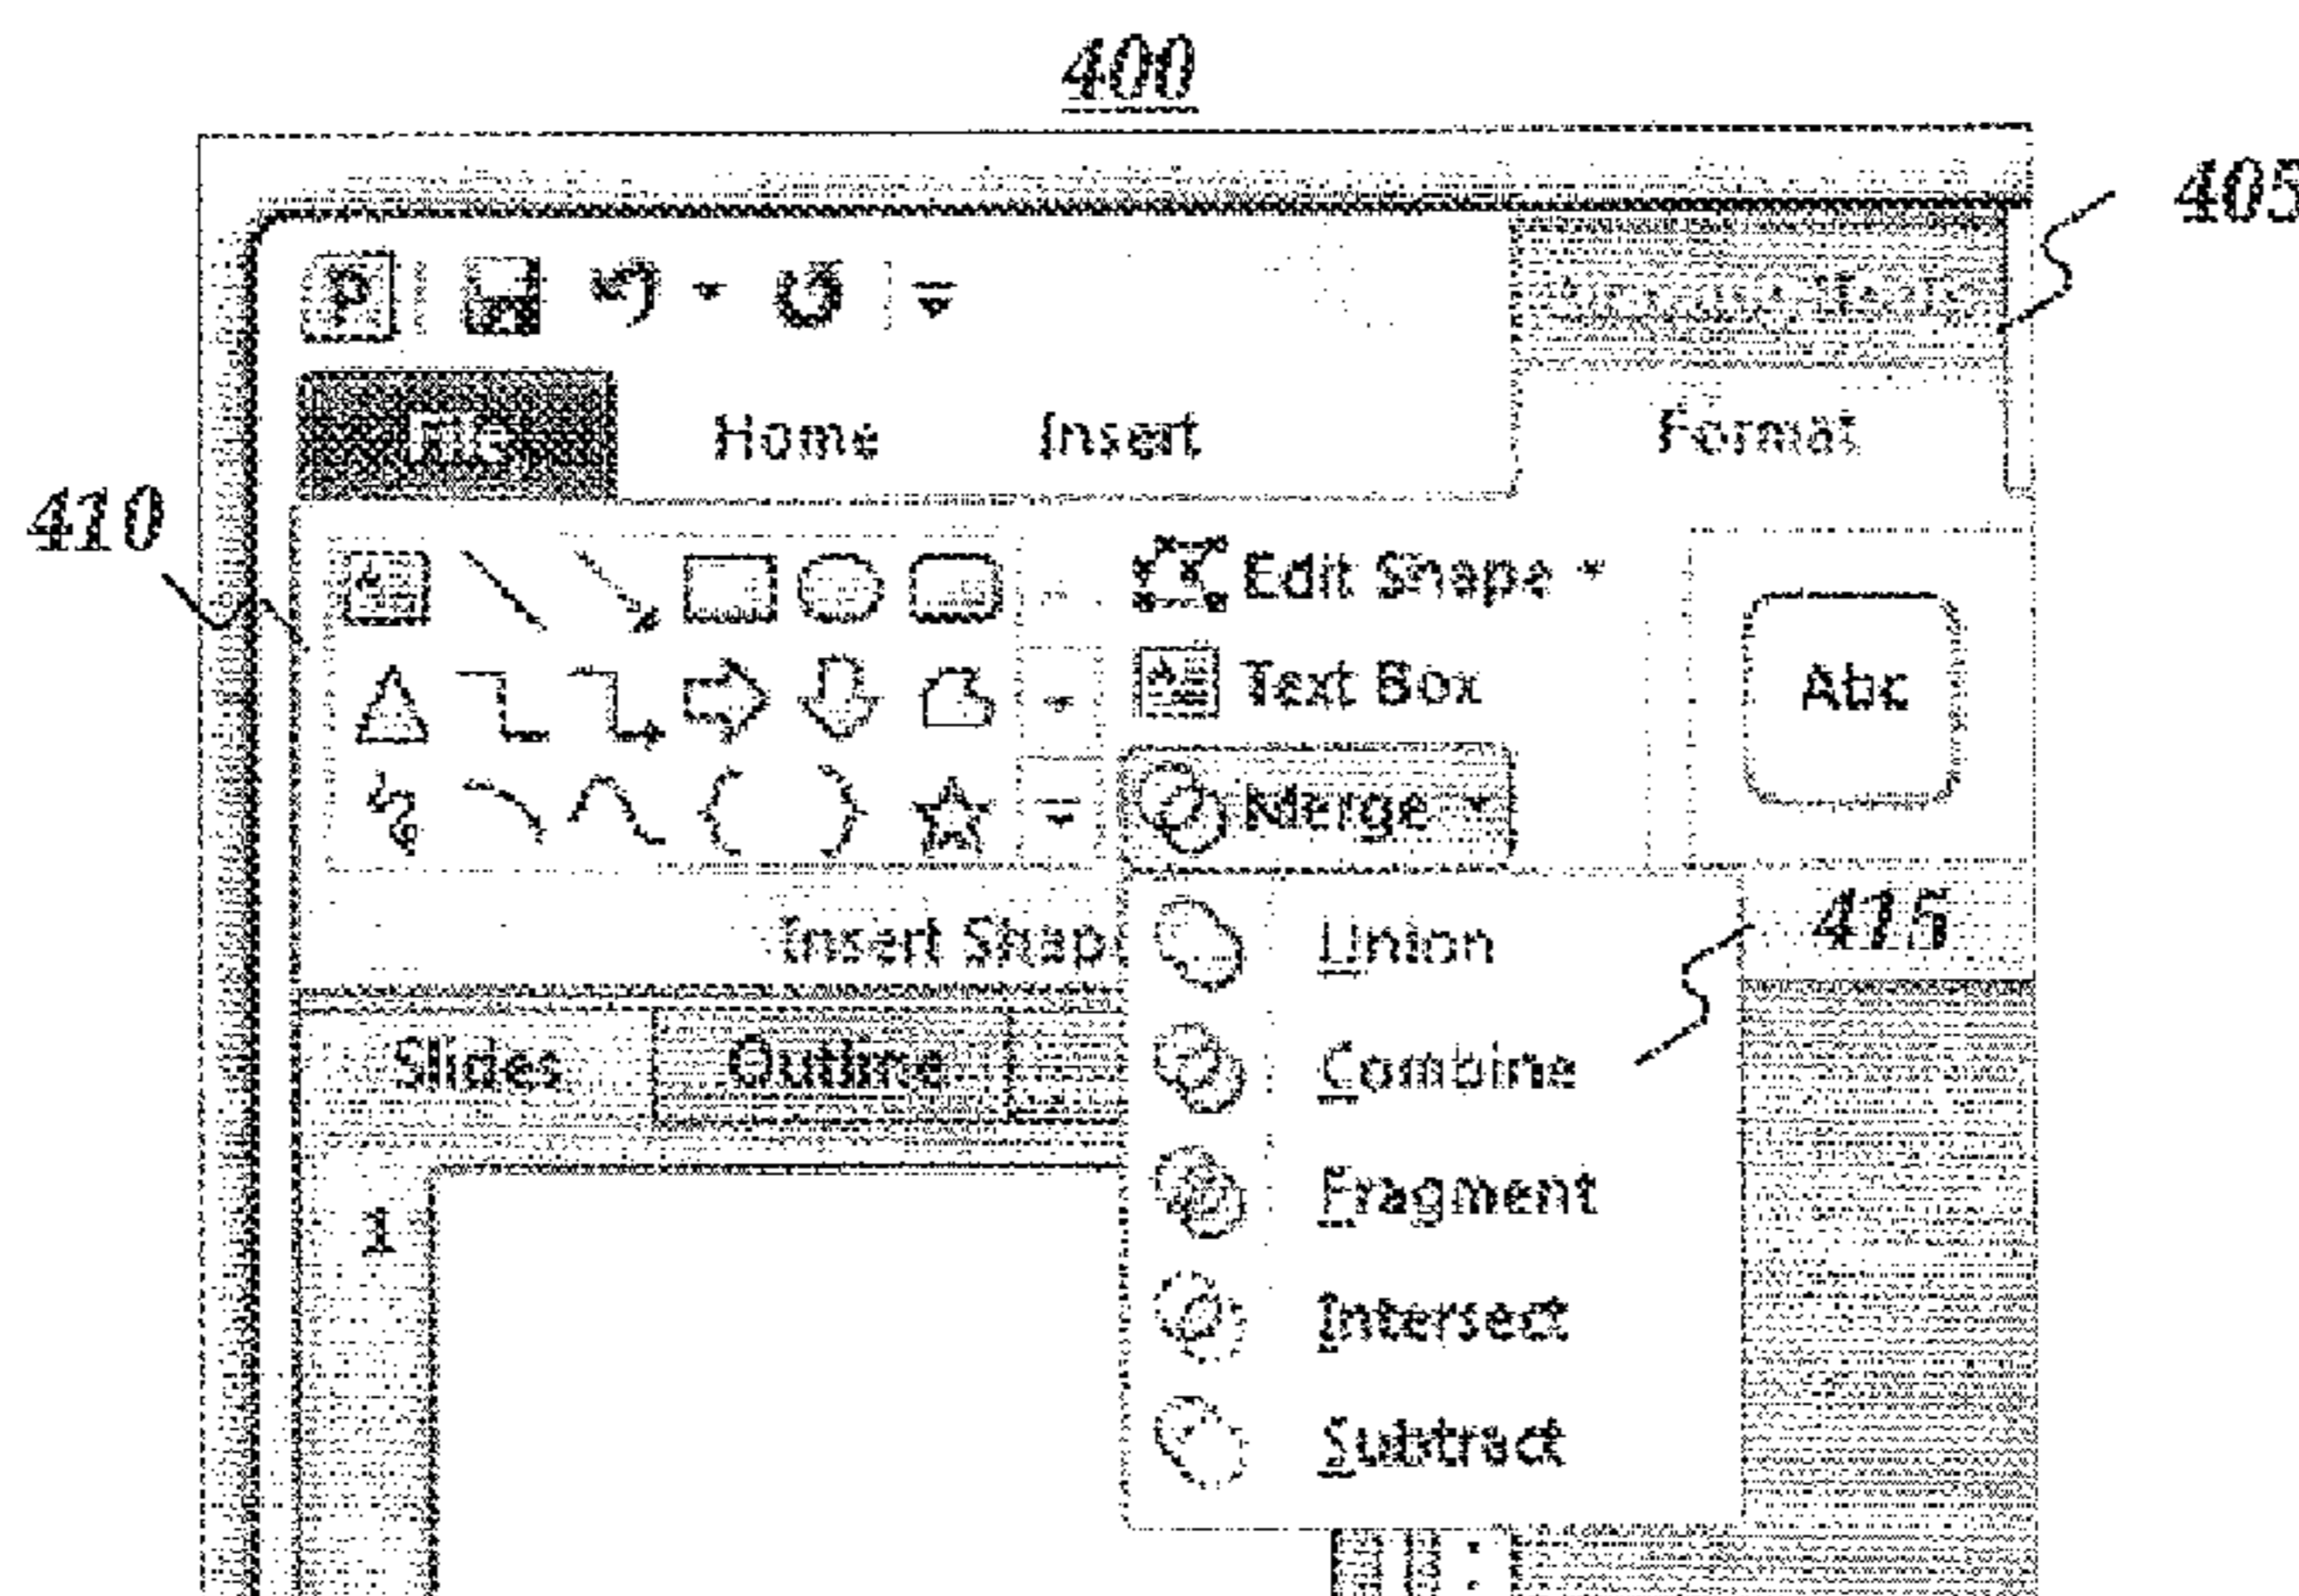 400
405
P
File Home Insert Format
410
Edit Shape
Text Box
Abc
Merge
Insert Shap
Union
415
Slides Outline
Combine
Fragment
1
Intersect
Subtract